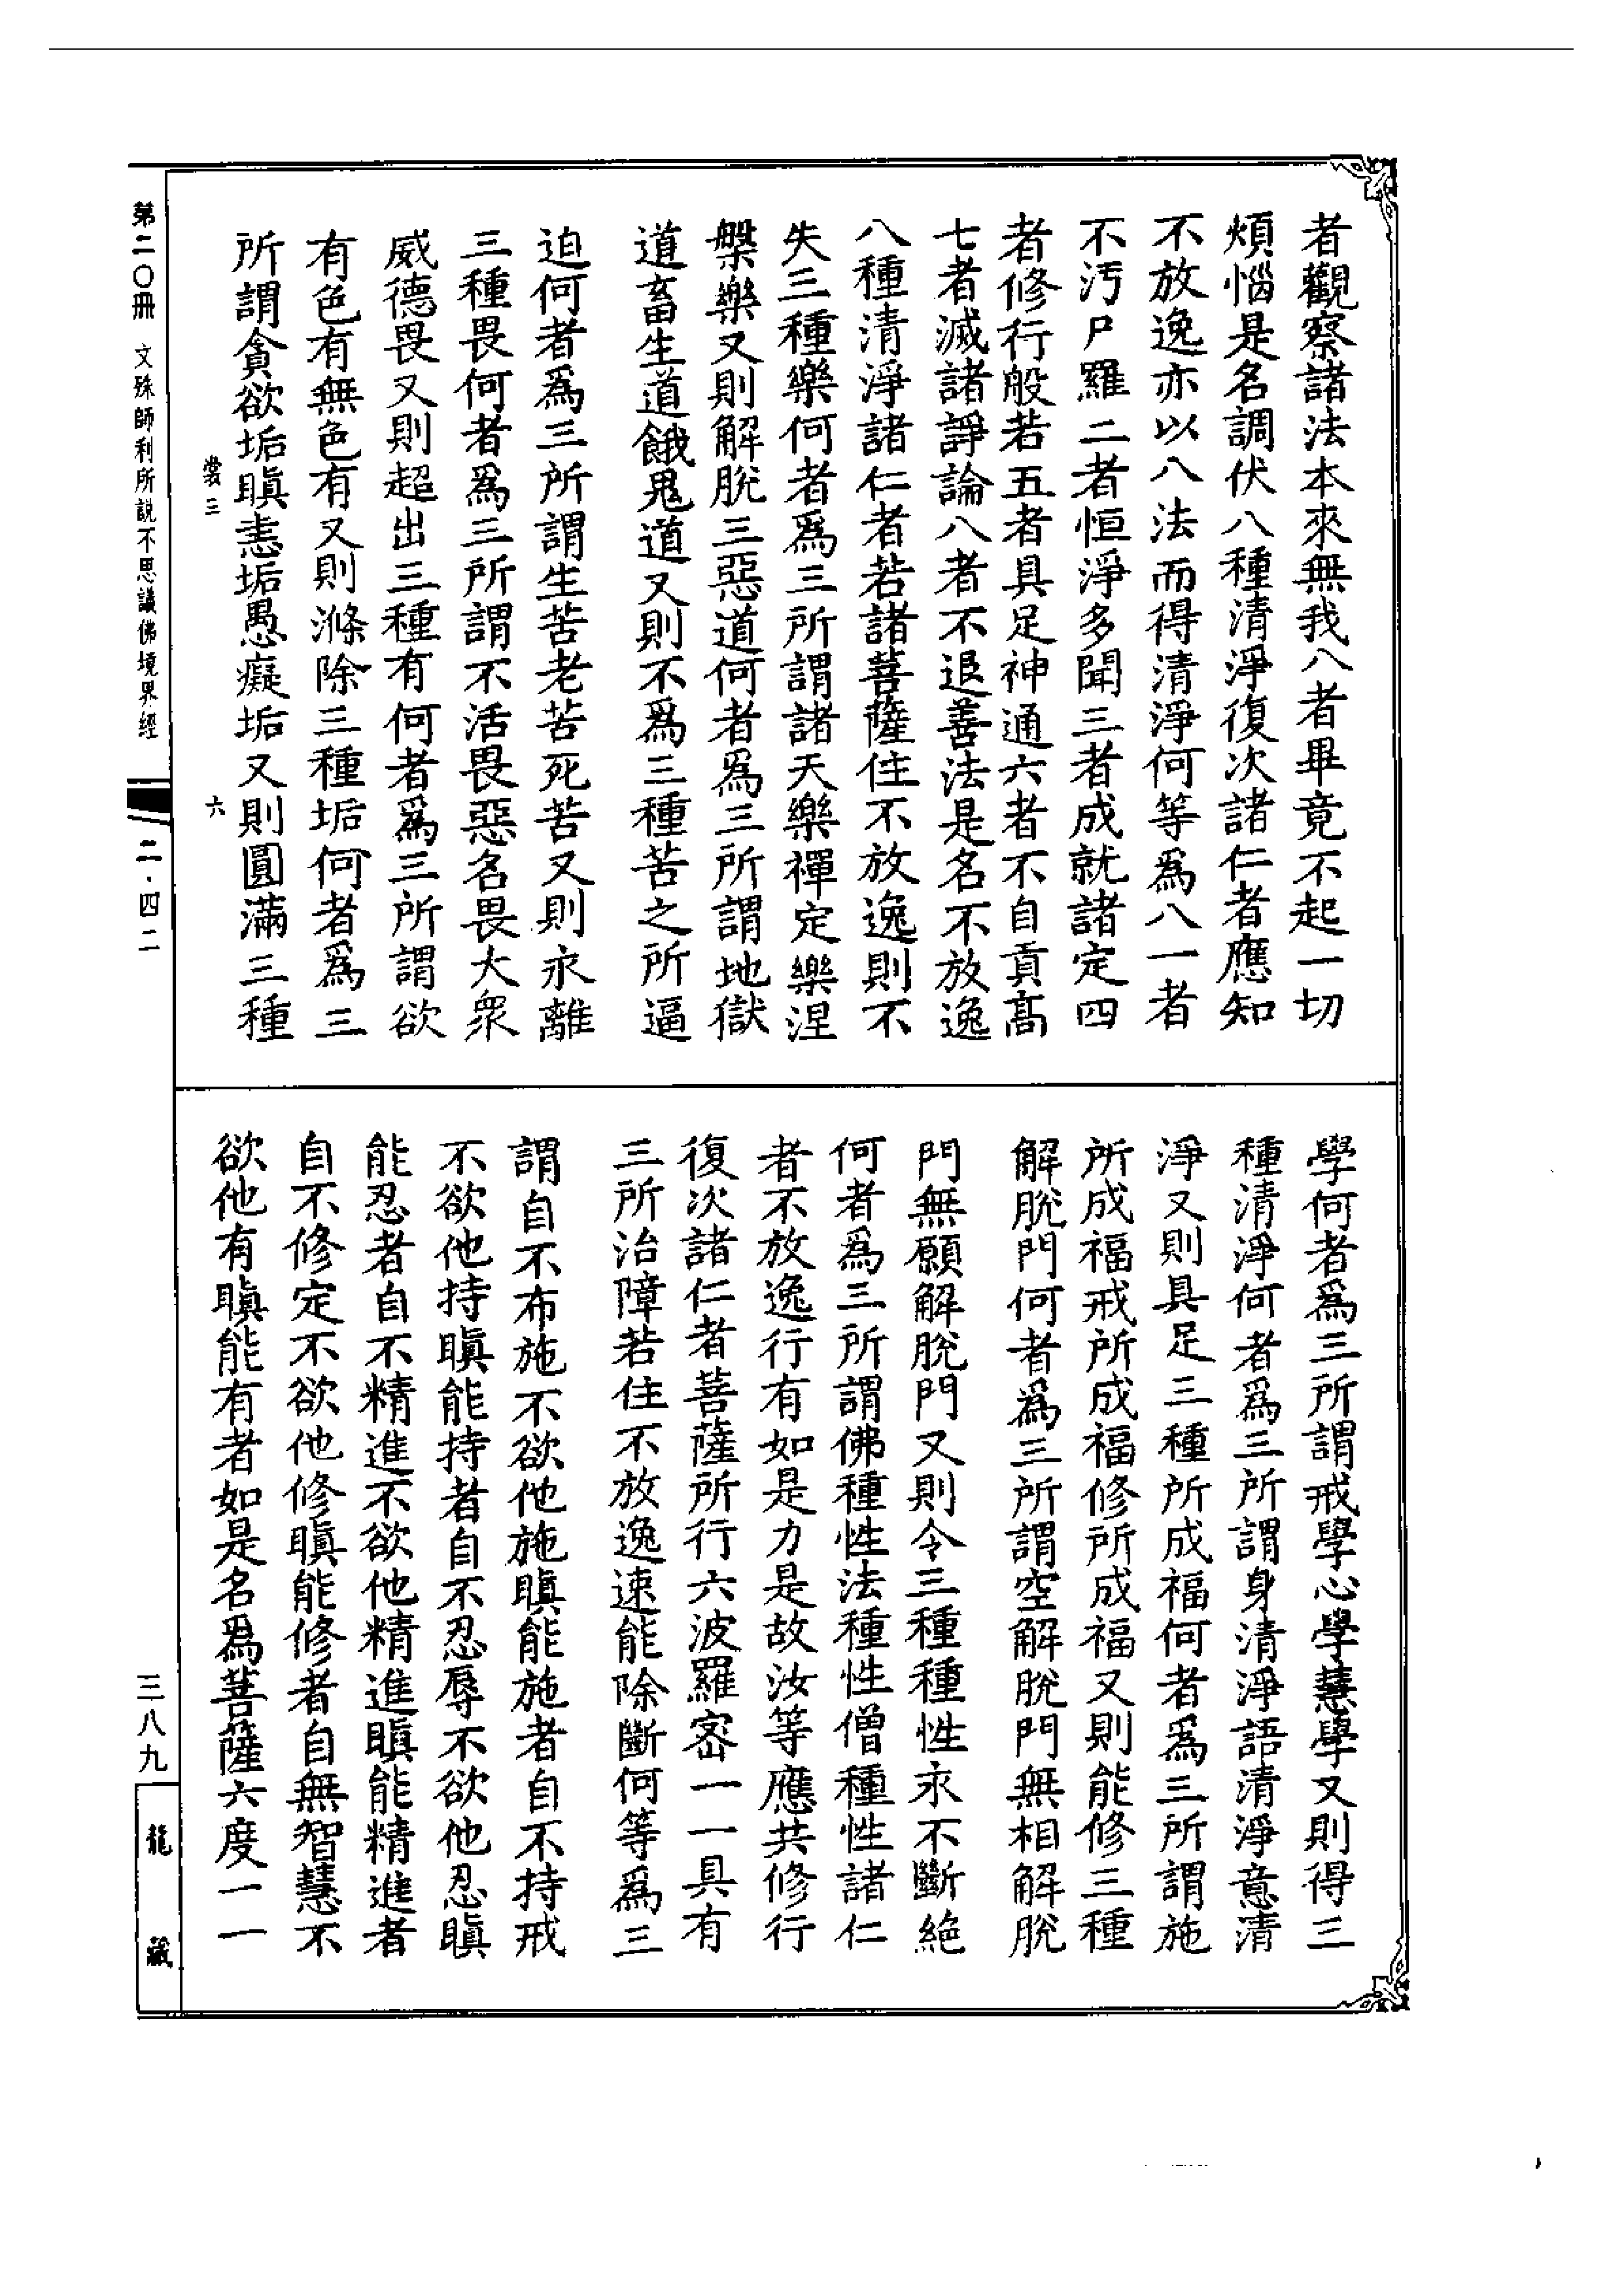 者觀察諸法本來無我八者畢竟不起一切
煩惱是名調伏八種清淨復次諸仁者應知
不放逸亦以八法而得清淨何等為八一者
不汚尸羅二者恒淨多聞三者成就諸定四
者修行般若五者具足神通六者不自貢高
七者滅諸諍論八者不退善法是名不放逸
八種清淨諸仁者若諸菩薩住不放逸則不
失三種樂何者爲三所謂諸天樂禪定樂涅
槃樂又則解脫三惡道何者爲三所謂地獄
道畜生道餓鬼道又則不爲三種苦之所逼
迫何者爲三所謂生苦老苦死苦又則永離
三種畏何者爲三所謂不活畏惡名畏大衆
威德畏又則超出三種有何者爲三所謂欲
有色有無色有又則滌除三種垢何者爲三
所謂貪欲垢瞋恚垢愚癡垢又則圓滿三種
學何者爲三所謂戒學心學慧學又則得三
種清淨何者爲三所謂身清淨語清淨意清
淨又則具足三種所成福何者爲三所謂施
所成福戒所成福修所成福又則能修三種
解脫門何者爲三所謂空解脫門無相解脫
門無願解脫門又則令三種種性永不斷絶
何者爲三所謂佛種性法種性僧種性諸仁
者不放逸行有如是力是故汝等應共修行
復次諸仁者菩薩所行六波羅宻一一具有
三所治障若住不放逸速能除斷何等爲三
謂自不布施不欲他施瞋能施者自不持戒
不欲他持瞋能持者自不忍辱不欲他忍瞋
能忍者自不精進不欲他精進瞋能精進者
自不修定不欲他修瞋能修者自無智慧不
欲他有瞋能有者如是名爲菩薩六度一一
裳三 六
第二〇冊 文殊師利所說不思議佛境界經
二·四二
三八九
龍藏